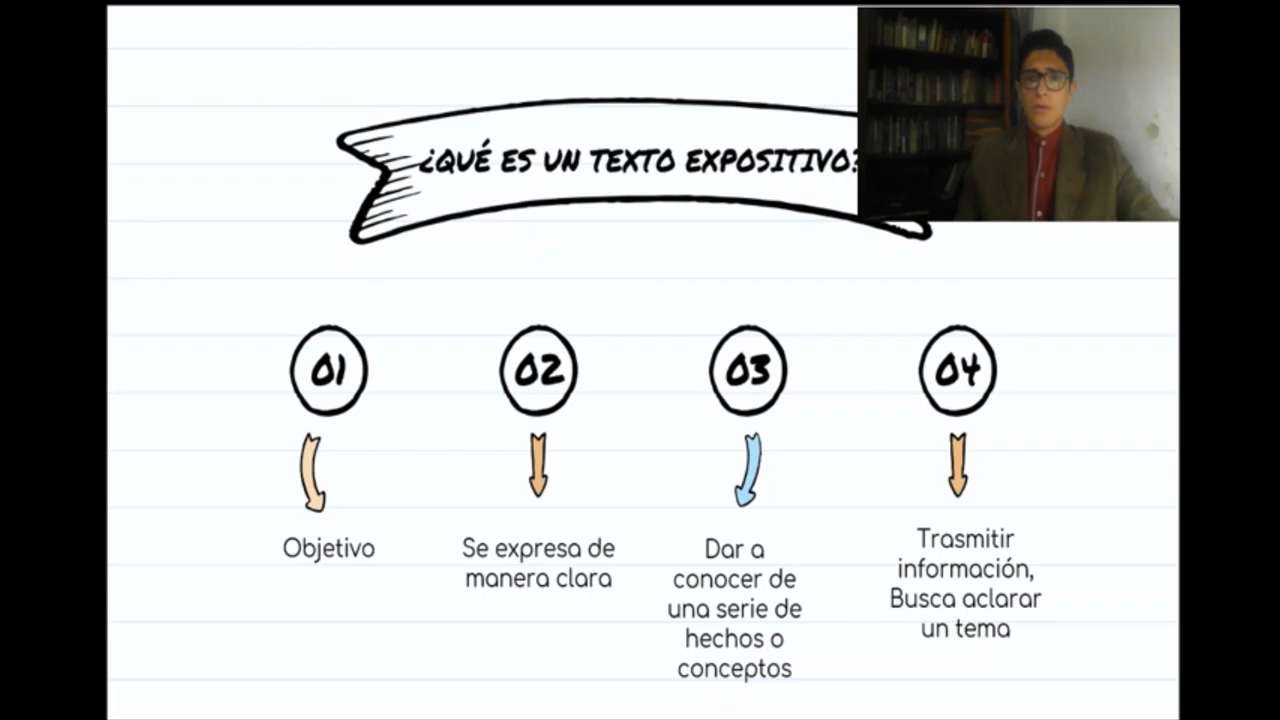 ¿QUÉ ES UN TEXTO EXPOSITIVO?
01
02
03
04
Objetivo
Se expresa de
manera clara
Dar a
conocer de
una serie de
hechos o
conceptos
Trasmitir
información,
Busca aclarar
un tema